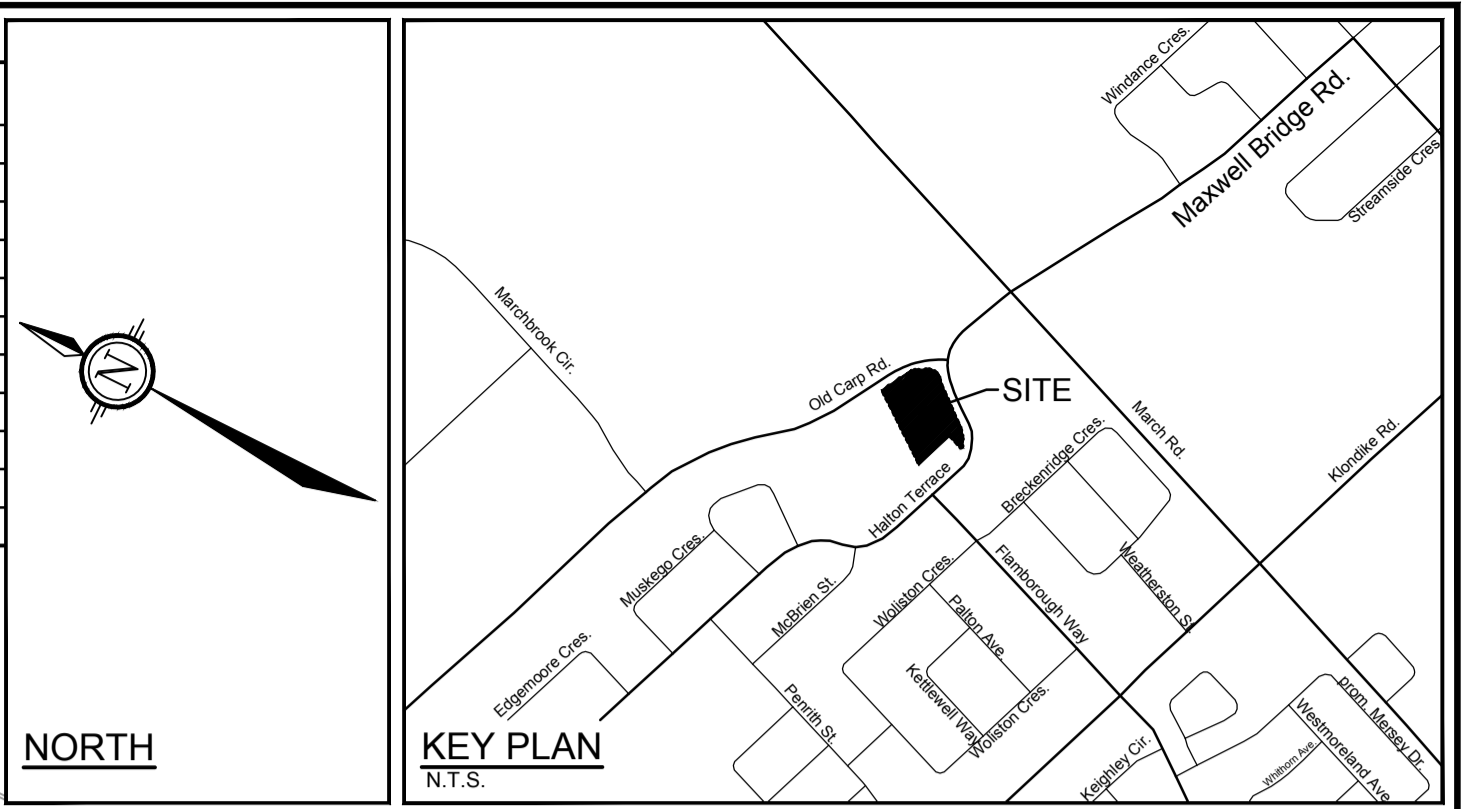 N
NORTH
KEY PLAN
N.T.S.
Windance Cres.
Maxwell Bridge Rd.
Streamside Cres
Marchbrook Cir.
Old Carp Rd.
SITE
March Rd.
Klondike Rd.
Breckenridge Cres.
Halton Terrace
Muskego Cres.
McBrien St.
Woliston Cres.
Flamborough Way
Weatherston St.
Palton Ave.
Edgemoore Cres.
Kettlewell Way
Woliston Cres.
Penrith St.
prom. Mersey Dr.
Westmoreland Ave
Whithorn Ave.
Keighley Cir.